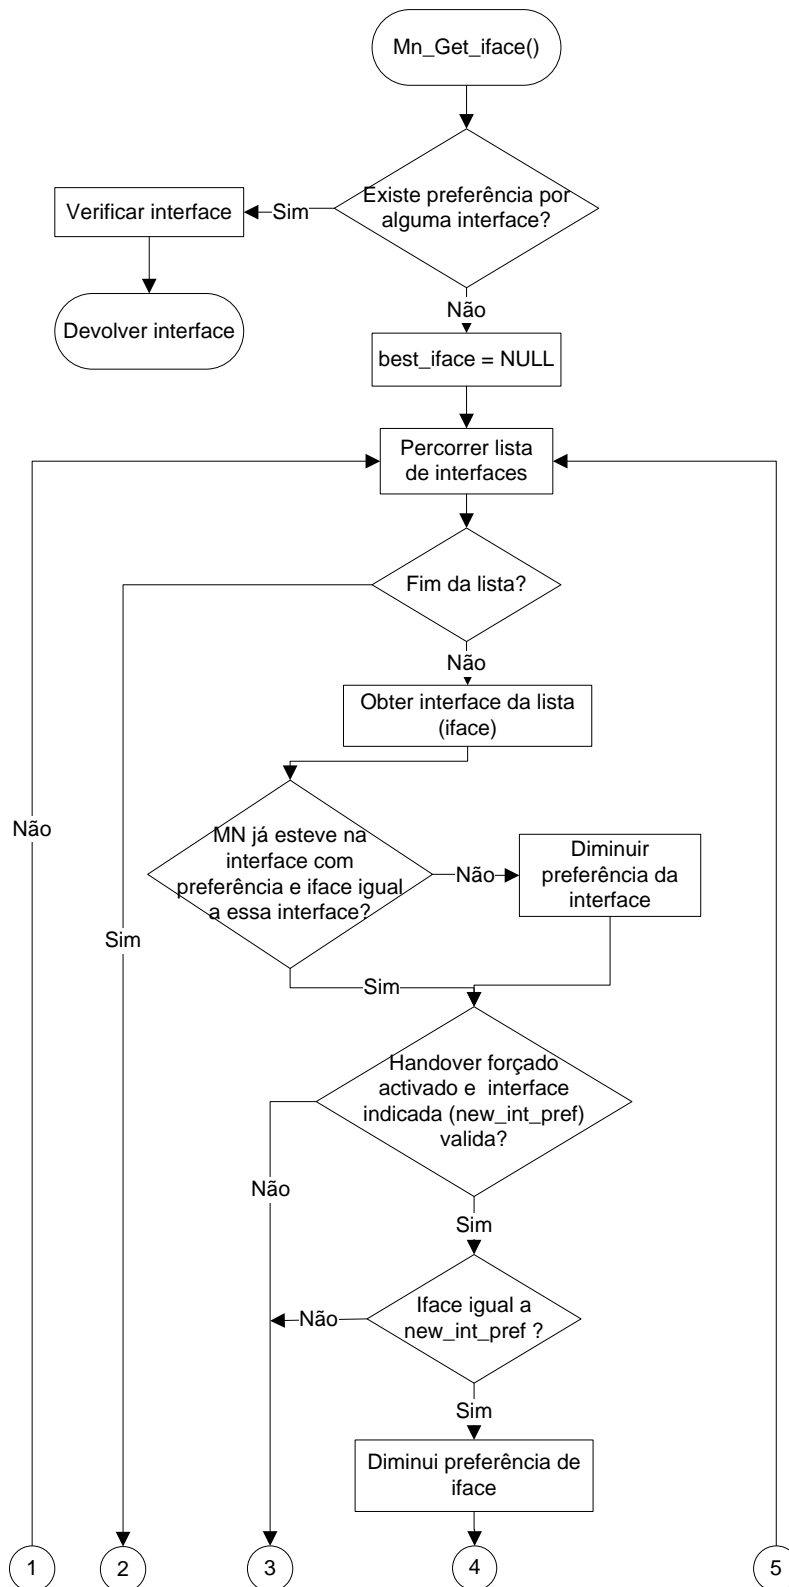 Mn_Get_iface()
Existe preferência por
alguma interface?
Sim
Verificar interface
Devolver interface
Não
best_iface = NULL
Percorrer lista
de interfaces
Fim da lista?
Não
Obter interface da lista
(iface)
Não
MN já esteve na
interface com
preferência e iface igual
a essa interface?
Não
Diminuir
preferência da
interface
Sim
Sim
Handover forçado
activado e interface
indicada (new_int_pref)
valida?
Não
Sim
Iface igual a
new_int_pref ?
Não
Sim
Diminui preferência de
iface
1
2
3
4
5